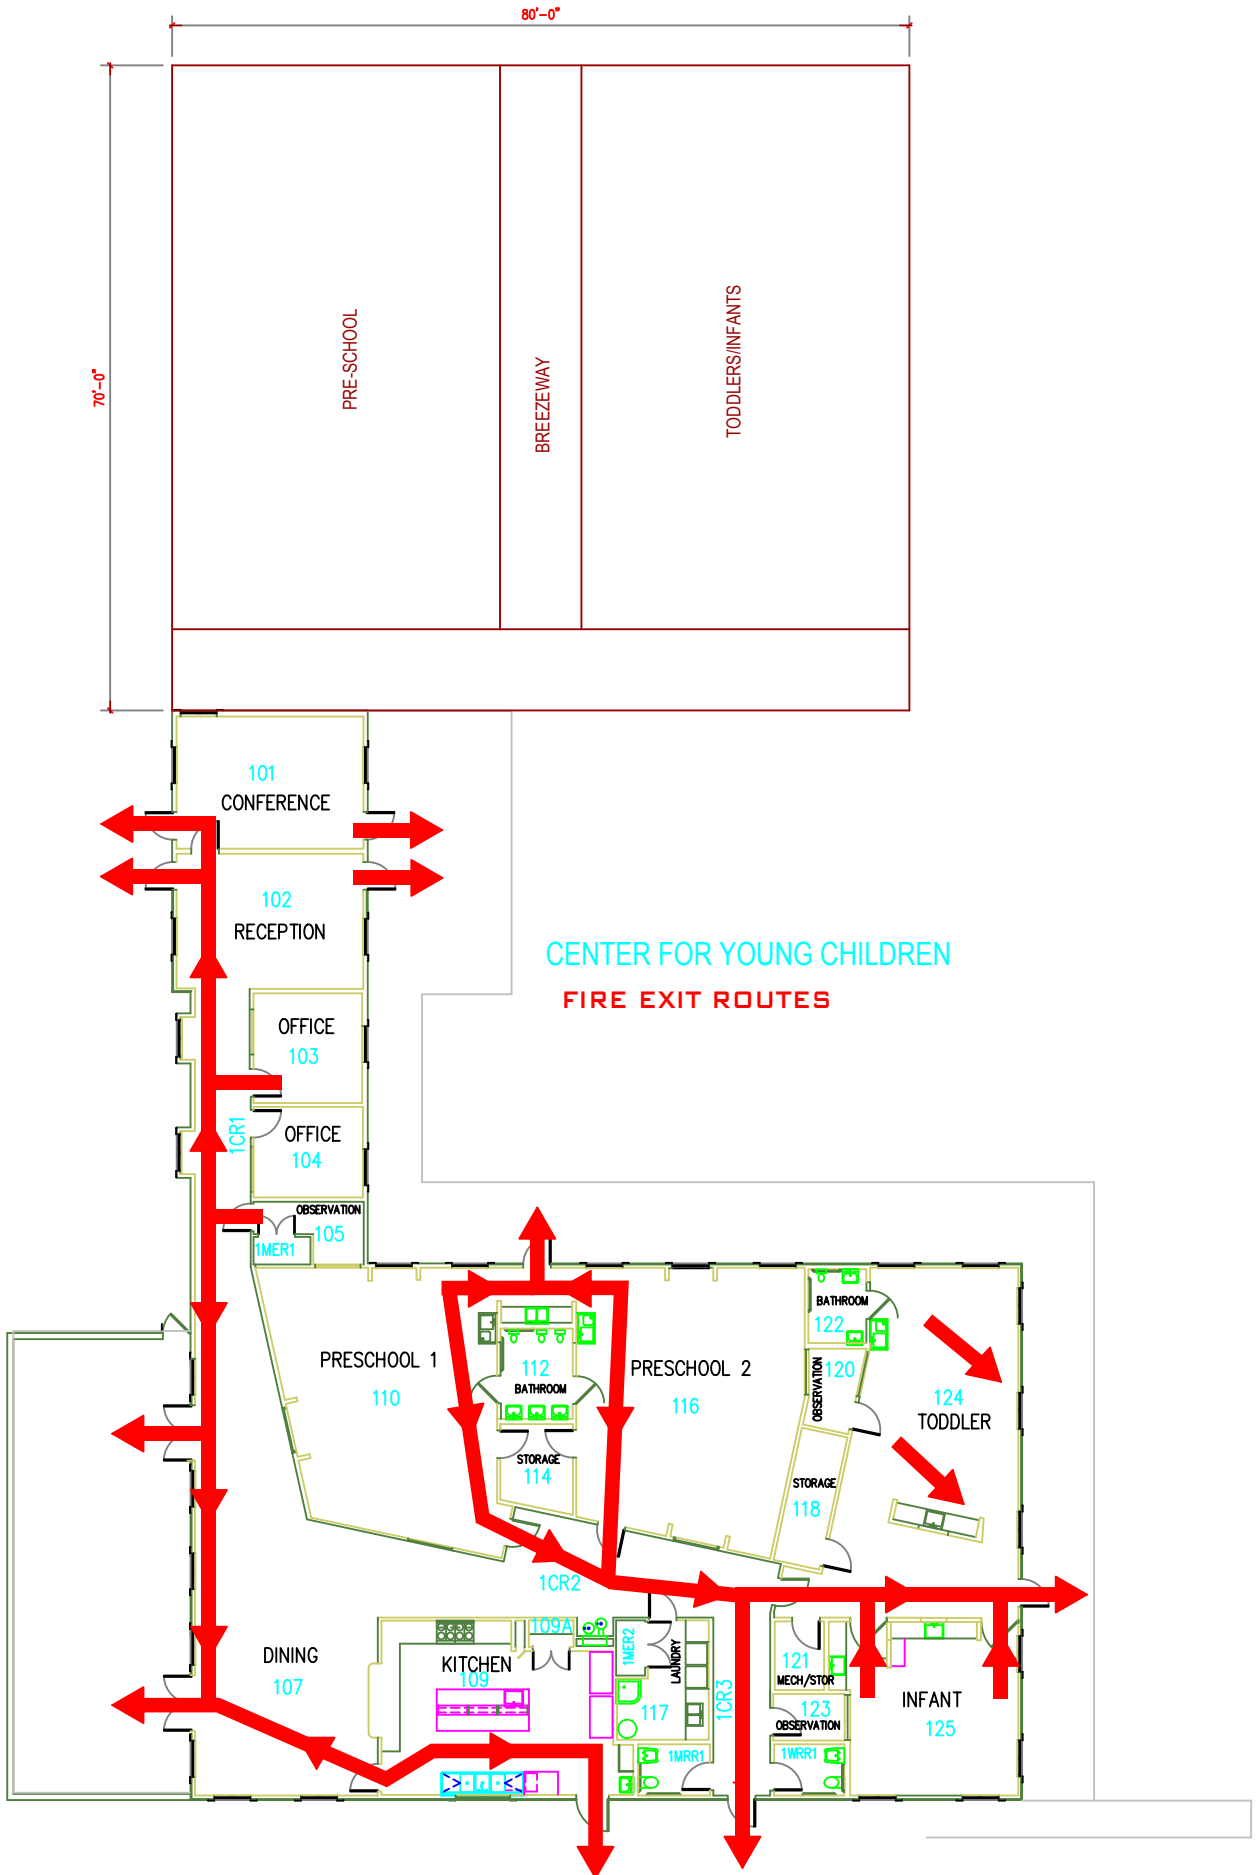 80'-0"
70'-0"
PRE-SCHOOL
BREEZEWAY
TODDLERS/INFANTS
101
CONFERENCE
102
RECEPTION
CENTER FOR YOUNG CHILDREN
FIRE EXIT ROUTES
OFFICE
103
1CR1
OFFICE
104
OBSERVATION
105
1MER1
PRESCHOOL 1
110
112
BATHROOM
STORAGE
114
PRESCHOOL 2
116
BATHROOM
122
120
OBSERVATION
124
TODDLER
STORAGE
118
1CR2
109A
DINING
107
KITCHEN
109
1MER2
LAUNDRY
117
1CR3
1MRR1
121
MECH/STOR
123
OBSERVATION
1WRR1
INFANT
125